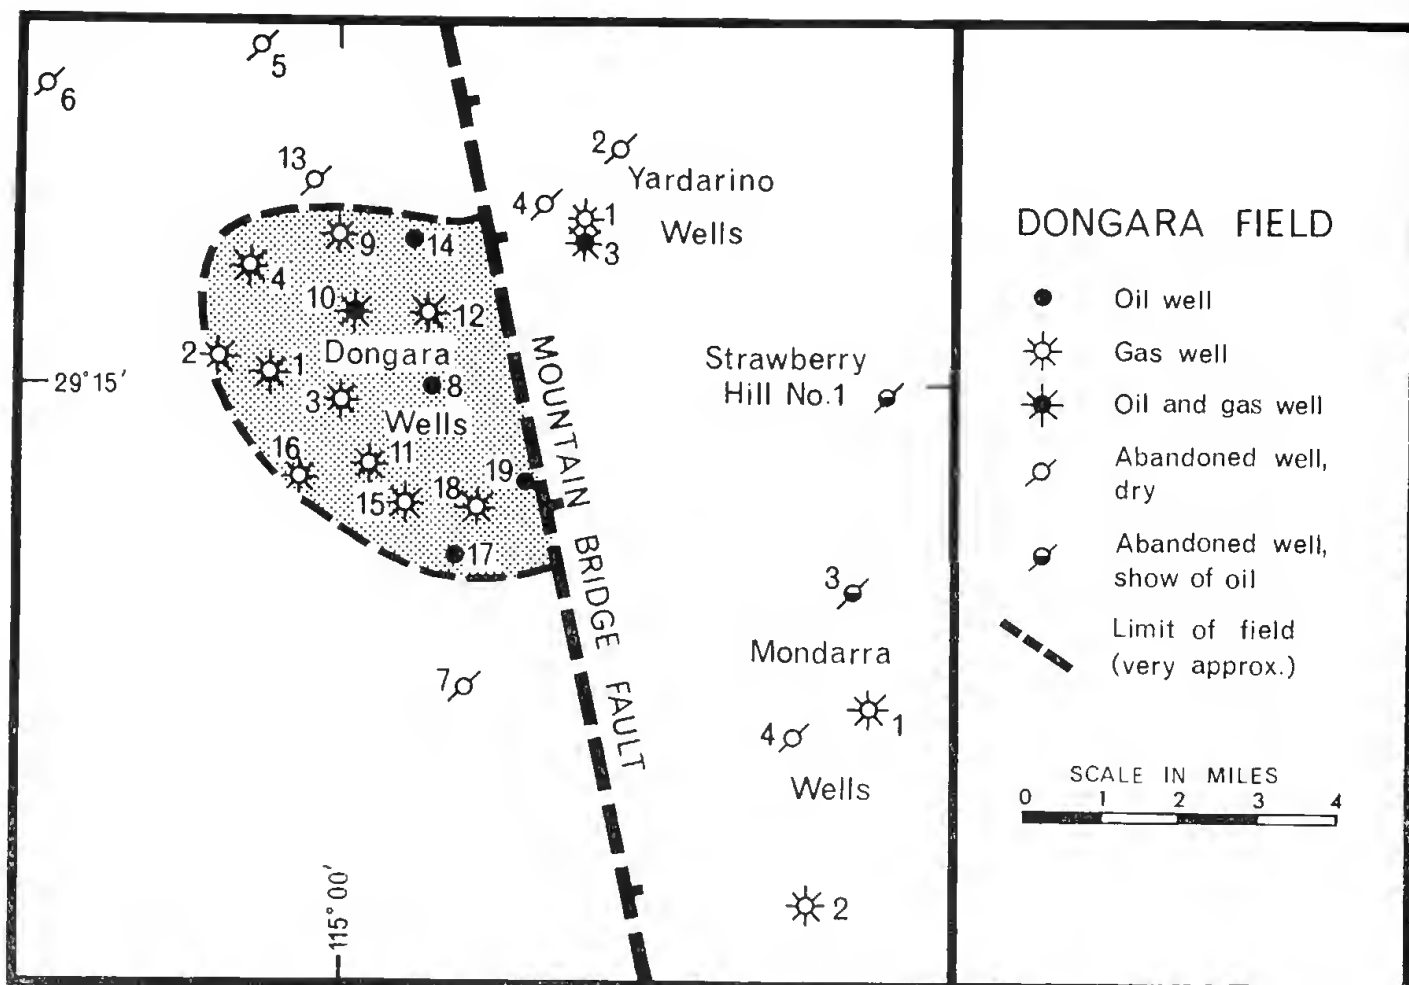 5
6
13
2
Yardarino
4
1
Wells
3
9
14
4
10
12
2
1
Dongara
29°15'
3
8
Wells
16
11
19
15
18
17
7
MOUNTAIN BRIDGE FAULT
Strawberry
Hill No.1
3
Mondarra
1
4
Wells
2
115°00'
DONGARA FIELD
Oil well
Gas well
Oil and gas well
Abandoned well,
dry
Abandoned well,
show of oil
Limit of field
(very approx.)
SCALE IN MILES
0 1 2 3 4